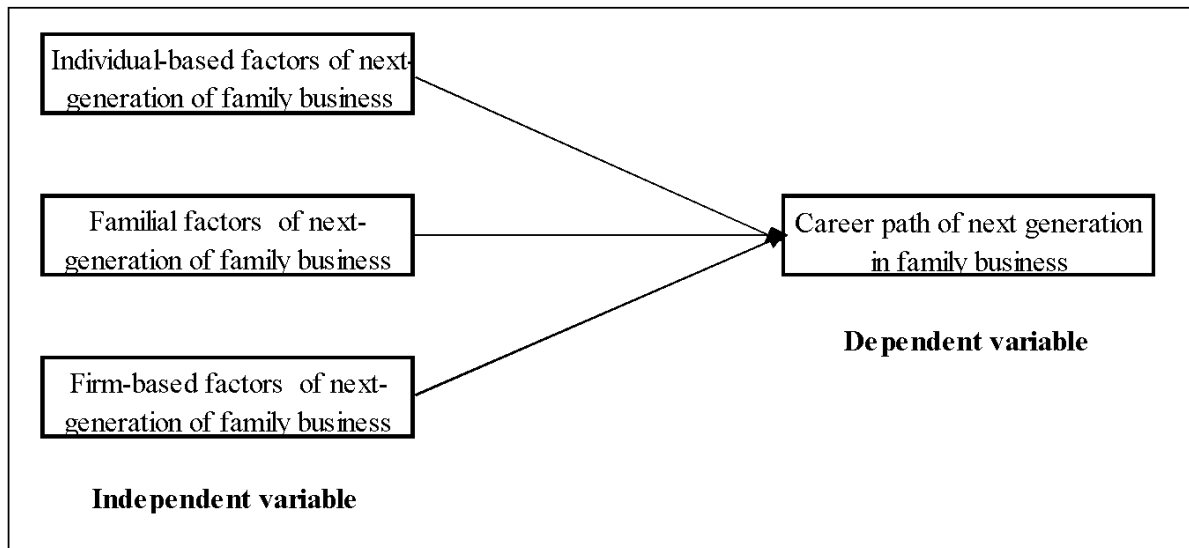 Individual-based factors of next-
generation of family business
Familial factors of next-
generation of family business
Firm-based factors of next-
generation of family business
Independent variable
Career path of next generation
in family business
Dependent variable